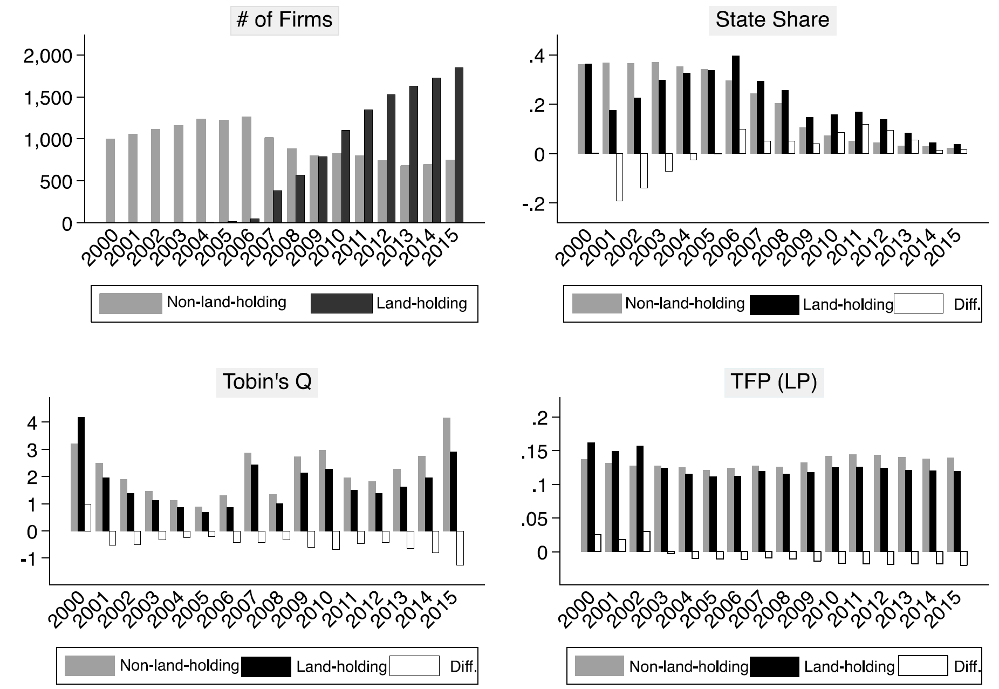 # of Firms
2,000
1,500
1,000
500
0
2000 2001 2002 2003 2004 2005 2006 2007 2008 2009 2010 2011 2012 2013 2014 2015
Non-land-holding Land-holding
State Share
.4
.2
0
-.2
2000 2001 2002 2003 2004 2005 2006 2007 2008 2009 2010 2011 2012 2013 2014 2015
Non-land-holding Land-holding Diff.
Tobin's Q
4
3
2
1
0
-1
2000 2001 2002 2003 2004 2005 2006 2007 2008 2009 2010 2011 2012 2013 2014 2015
Non-land-holding Land-holding Diff.
TFP (LP)
.2
.15
.1
.05
0
2000 2001 2002 2003 2004 2005 2006 2007 2008 2009 2010 2011 2012 2013 2014 2015
Non-land-holding Land-holding Diff.